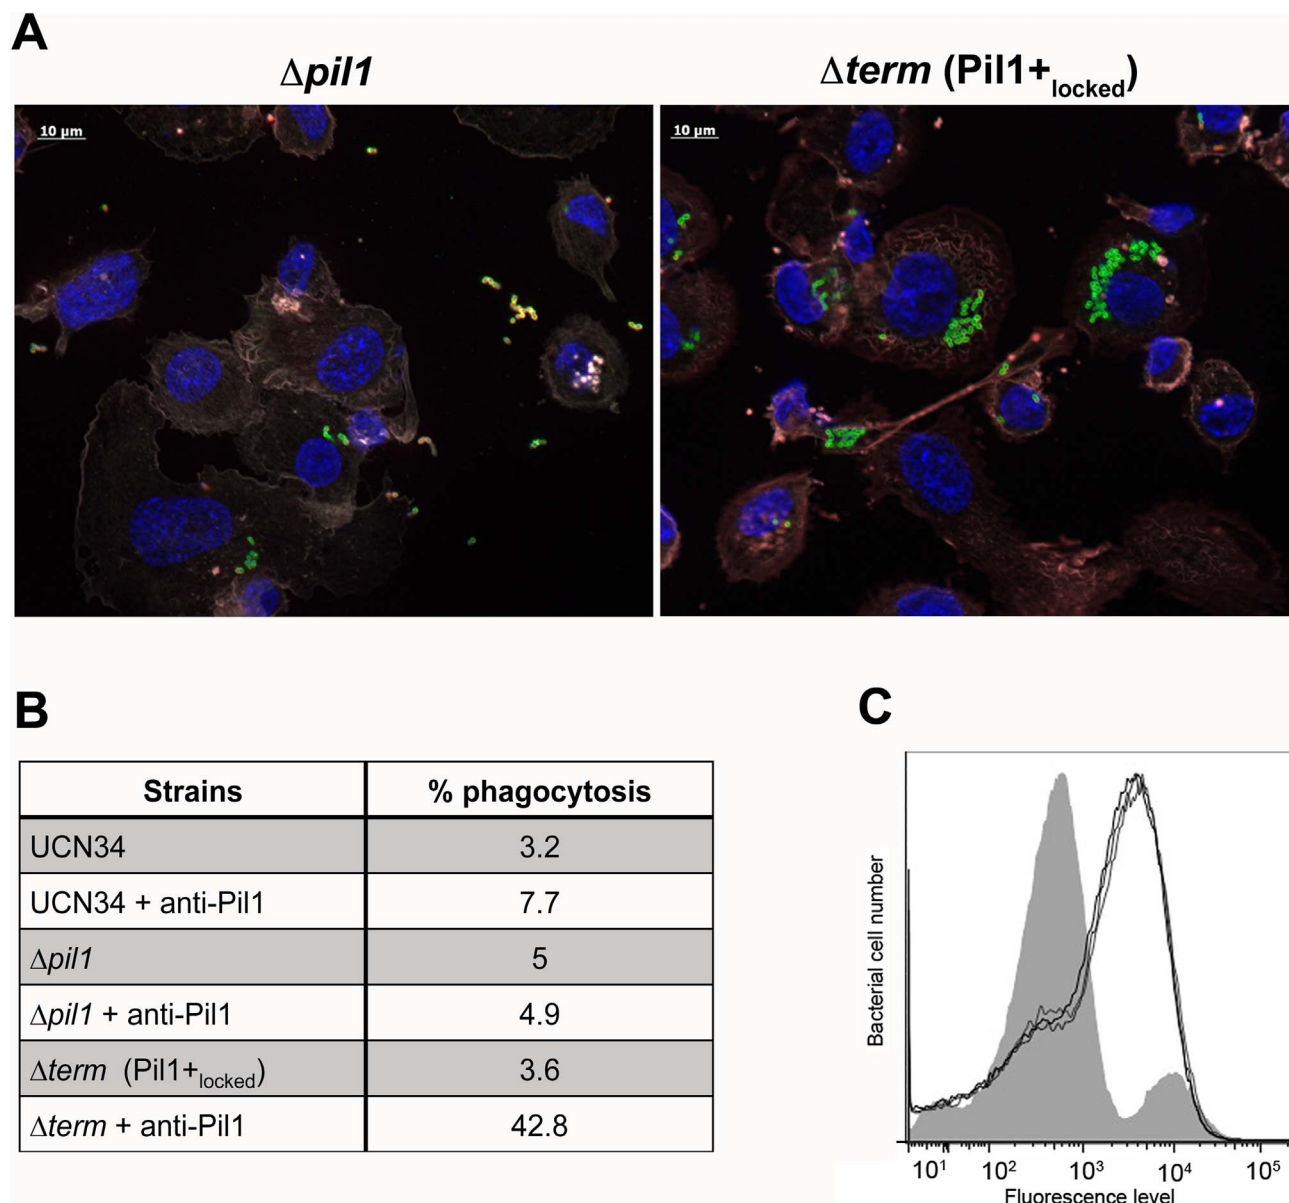 A
Δpil1
Δterm (Pil1+locked)
10 µm
10 µm
B
Strains % phagocytosis
UCN34 3.2
UCN34 + anti-Pil1 7.7
Δpil1 5
Δpil1 + anti-Pil1 4.9
Δterm (Pil1+locked) 3.6
Δterm + anti-Pil1 42.8
C
Bacterial cell number
10¹ 10² 10³ 10⁴ 10⁵
Fluorescence level